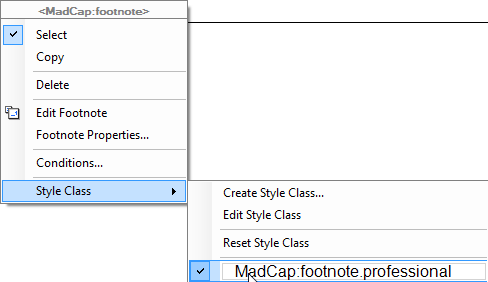 <MadCap:footnote>
Select
Copy
Delete
Edit Footnote
Footnote Properties...
Conditions...
Style Class
Create Style Class...
Edit Style Class
Reset Style Class
MadCap:footnote.professional